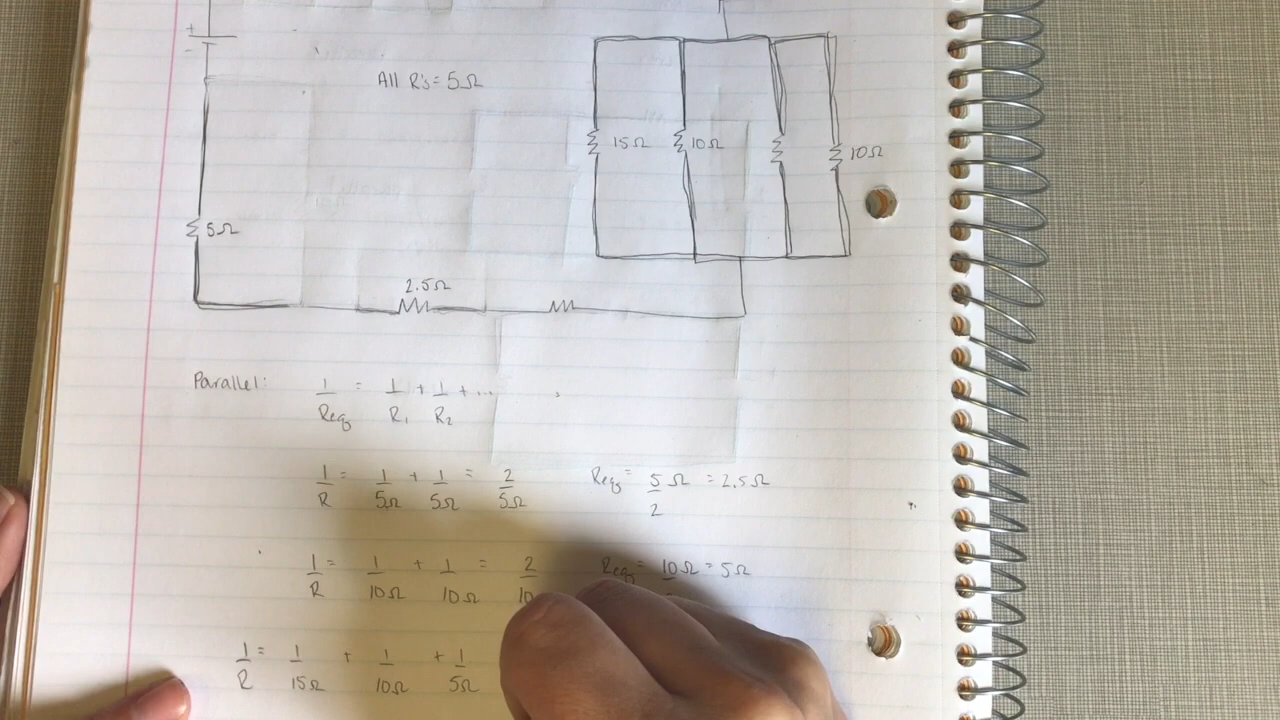 +
-
All R's = 5Ω
15Ω 10Ω 10Ω
5Ω
2.5Ω
Parallel: 1/Req = 1/R1 + 1/R2 + ...
1/R = 1/5Ω + 1/5Ω = 2/5Ω Req = 5/2 Ω = 2.5Ω
1/R = 1/10Ω + 1/10Ω = 2/10 Req = 10Ω = 5Ω
1/R = 1/15Ω + 1/10Ω + 1/5Ω